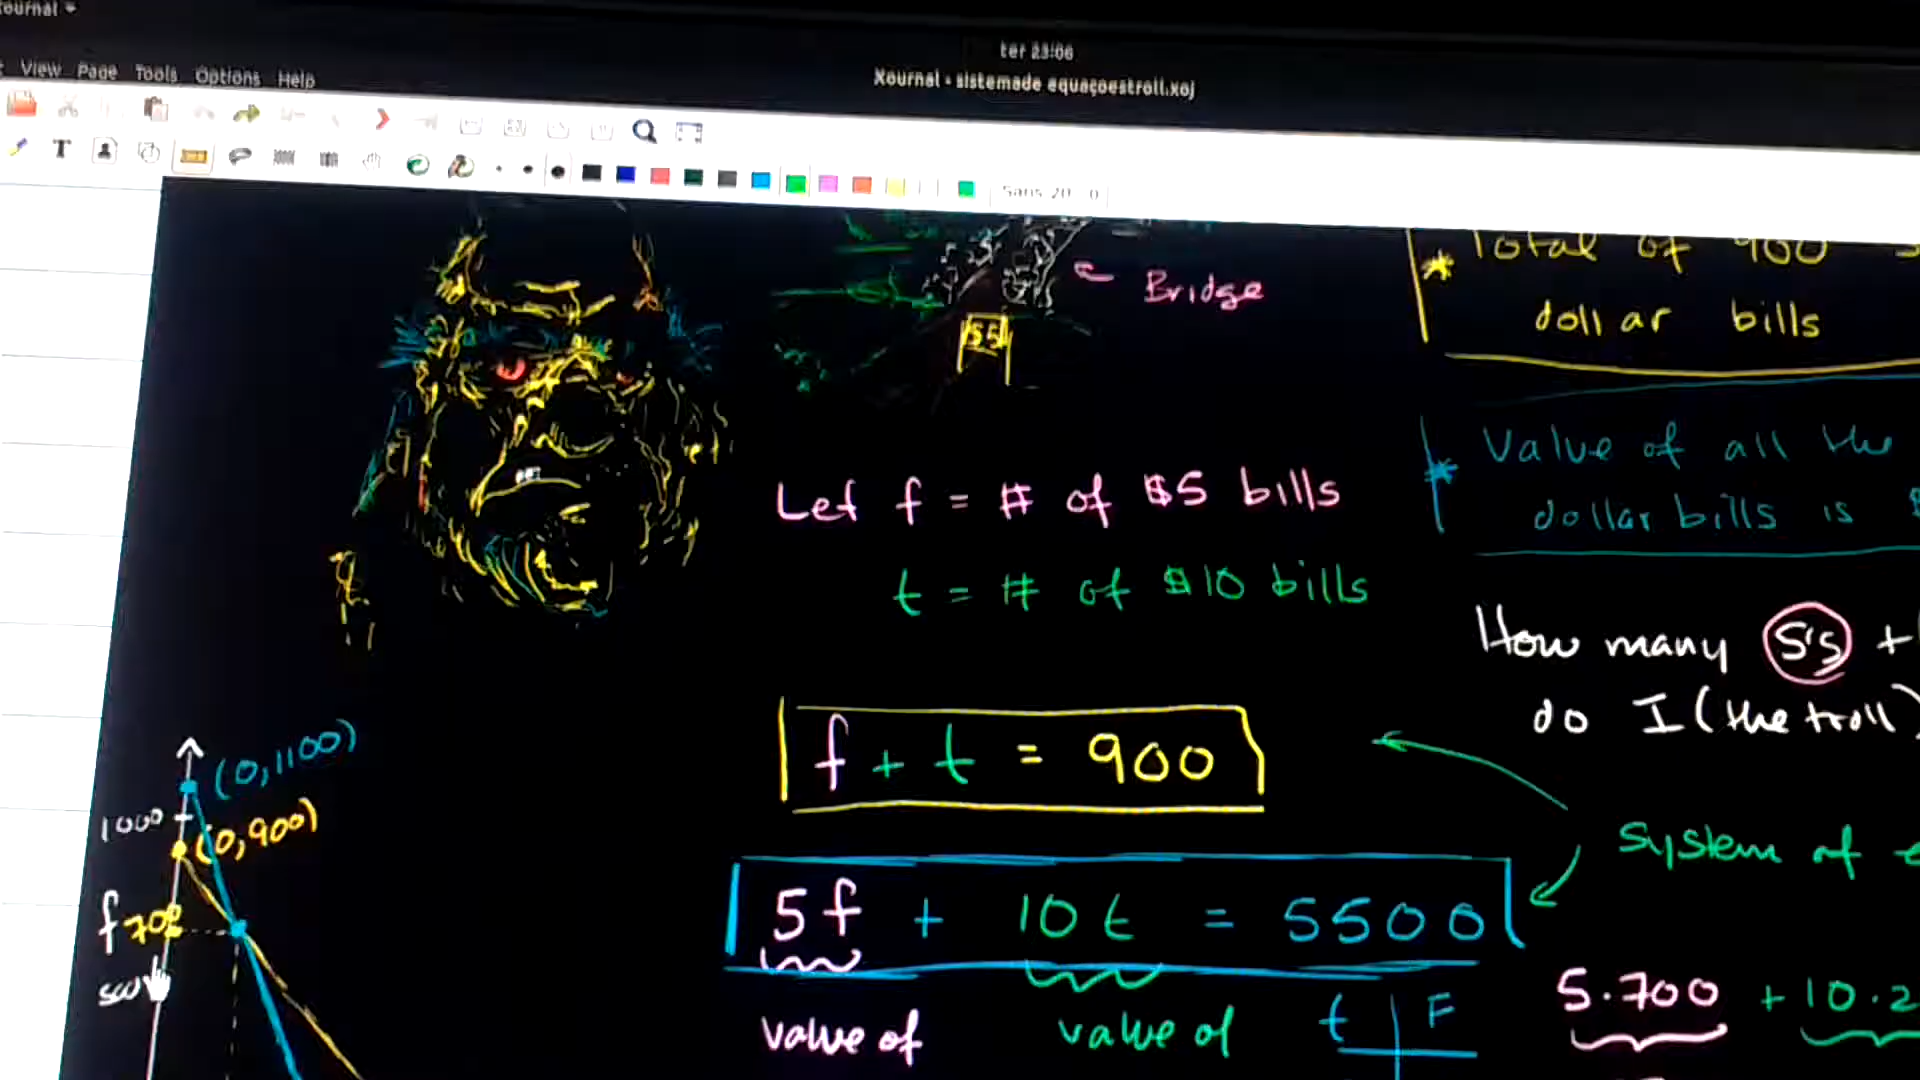 ournal
ter 23:06
Xournal - sistemade equaçoestroll.xoj
View Page Tools Options Help
Sans 20
Bridge
Total of 900
dollar bills
Value of all the
dollar bills is $
Let f = # of $5 bills
t = # of $10 bills
How many 5's +
do I (the troll)
f + t = 900
System of e
5f + 10t = 5500
value of
value of
t F
5.700 + 10.2
(0,1100)
1000
(0,900)
f 700
500